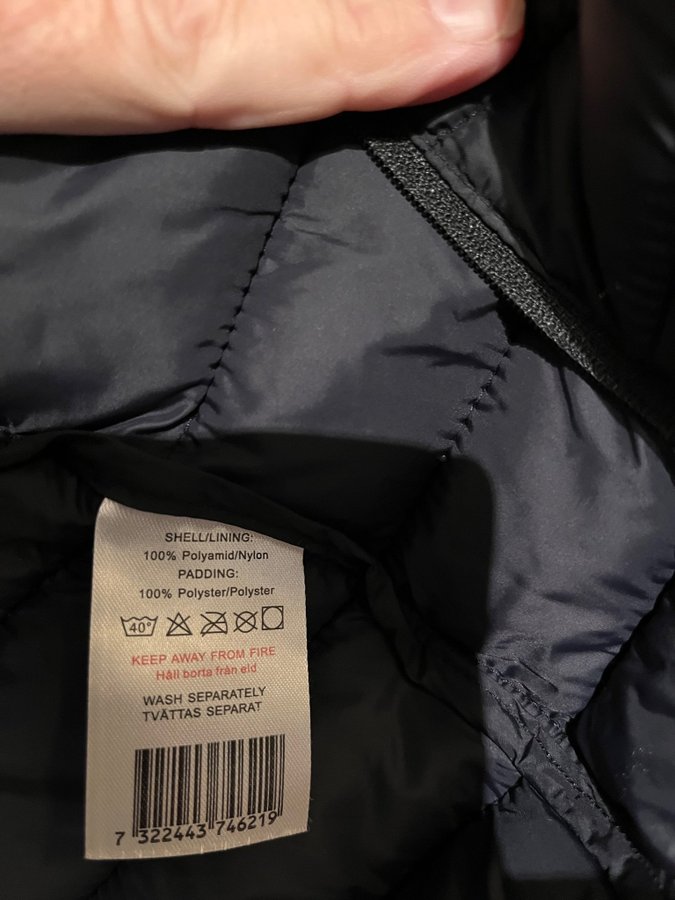 SHELL/LINING:
100% Polyamid/Nylon
PADDING:
100% Polyster/Polyster
40°
KEEP AWAY FROM FIRE
Håll borta från eld
WASH SEPARATELY
TVÄTTAS SEPARAT
7 322443 746219